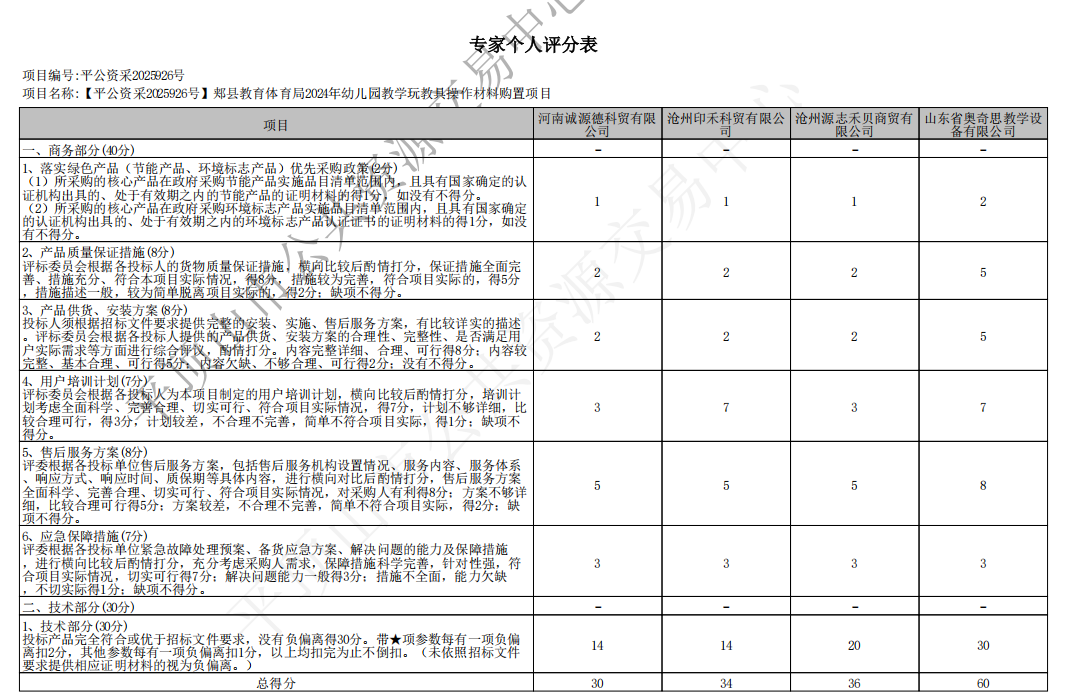 专家个人评分表
项目编号:平公资采2025926号
项目名称:【平公资采2025926号】郏县教育体育局2024年幼儿园教学玩教具操作材料购置项目
项目 河南诚源德科贸有限公司 沧州印禾科贸有限公司 沧州源志禾贝商贸有限公司 山东省奥奇思教学设备有限公司
一、商务部分(40分) - - - -
1、落实绿色产品（节能产品、环境标志产品）优先采购政策(2分)
（1）所采购的核心产品在政府采购节能产品实施品目清单范围内，且具有国家确定的认
证机构出具的、处于有效期之内的节能产品的证明材料的得1分，如没有不得分。
（2）所采购的核心产品在政府采购环境标志产品实施品目清单范围内，且具有国家确定
的认证机构出具的、处于有效期之内的环境标志产品认证证书的证明材料的得1分，如没
有不得分。
1 1 1 2
2、产品质量保证措施(8分)
评标委员会根据各投标人的货物质量保证措施，横向比较后酌情打分，保证措施全面完
善、措施充分、符合本项目实际情况，得8分，措施较为完善，符合项目实际的，得5分
，措施描述一般，较为简单脱离项目实际的，得2分；缺项不得分。
2 2 2 5
3、产品供货、安装方案(8分)
投标人须根据招标文件要求提供完整的安装、实施、售后服务方案，有比较详实的描述
。评标委员会根据各投标人提供的产品供货、安装方案的合理性、完整性、是否满足用
户实际需求等方面进行综合评议，酌情打分。内容完整详细、合理、可行得8分；内容较
完整、基本合理、可行得5分；内容欠缺、不够合理、可行得2分；没有不得分。
2 2 2 5
4、用户培训计划(7分)
评标委员会根据各投标人为本项目制定的用户培训计划，横向比较后酌情打分，培训计
划考虑全面科学、完善合理、切实可行、符合项目实际情况，得7分，计划不够详细，比
较合理可行，得3分，计划较差，不合理不完善，简单不符合项目实际，得1分；缺项不
得分。
3 7 3 7
5、售后服务方案(8分)
评委根据各投标单位售后服务方案，包括售后服务机构设置情况、服务内容、服务体系
、响应方式、响应时间、质保期等具体内容，进行横向对比后酌情打分，售后服务方案
全面科学、完善合理、切实可行、符合项目实际情况，对采购人有利得8分；方案不够详
细，比较合理可行得5分；方案较差，不合理不完善，简单不符合项目实际，得2分；缺
项不得分。
5 5 5 8
6、应急保障措施(7分)
评委根据各投标单位紧急故障处理预案、备货应急方案、解决问题的能力及保障措施
，进行横向比较后酌情打分，充分考虑采购人需求，保障措施科学完善，针对性强，符
合项目实际情况，切实可行得7分；解决问题能力一般得3分；措施不全面，能力欠缺
，不切实际得1分；缺项不得分。
3 3 3 3
二、技术部分(30分) - - - -
1、技术部分(30分)
投标产品完全符合或优于招标文件要求，没有负偏离得30分。带★项参数每有一项负偏
离扣2分，其他参数每有一项负偏离扣1分，以上均扣完为止不倒扣。（未依照招标文件
要求提供相应证明材料的视为负偏离。）
14 14 20 30
总得分 30 34 36 60
平顶山市公共资源交易中心
平顶山市公共资源交易中心